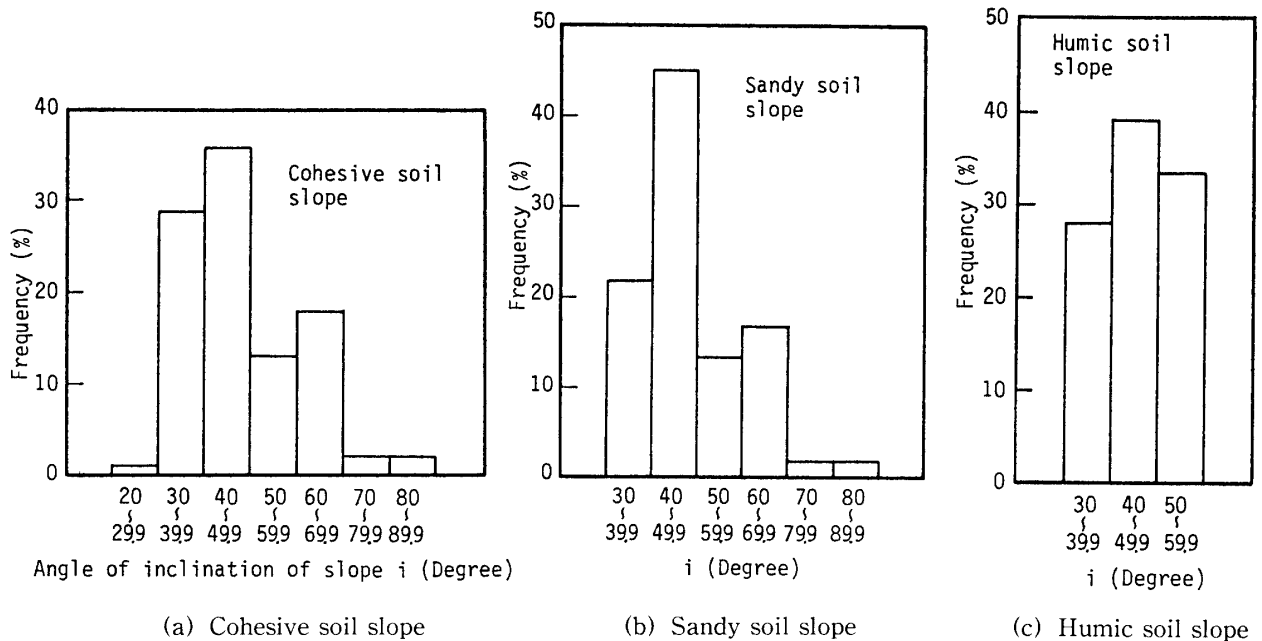 40
30
20
10
0
Frequency (%)
Cohesive soil
slope
20 30 40 50 60 70 80
~ ~ ~ ~ ~ ~ ~
29.9 39.9 49.9 59.9 69.9 79.9 89.9
Angle of inclination of slope i (Degree)
(a) Cohesive soil slope
50
40
30
20
10
0
Frequency (%)
Sandy soil
slope
30 40 50 60 70 80
~ ~ ~ ~ ~ ~
39.9 49.9 59.9 69.9 79.9 89.9
i (Degree)
(b) Sandy soil slope
50
40
30
20
10
0
Frequency (%)
Humic soil
slope
30 40 50
~ ~ ~
39.9 49.9 59.9
i (Degree)
(c) Humic soil slope